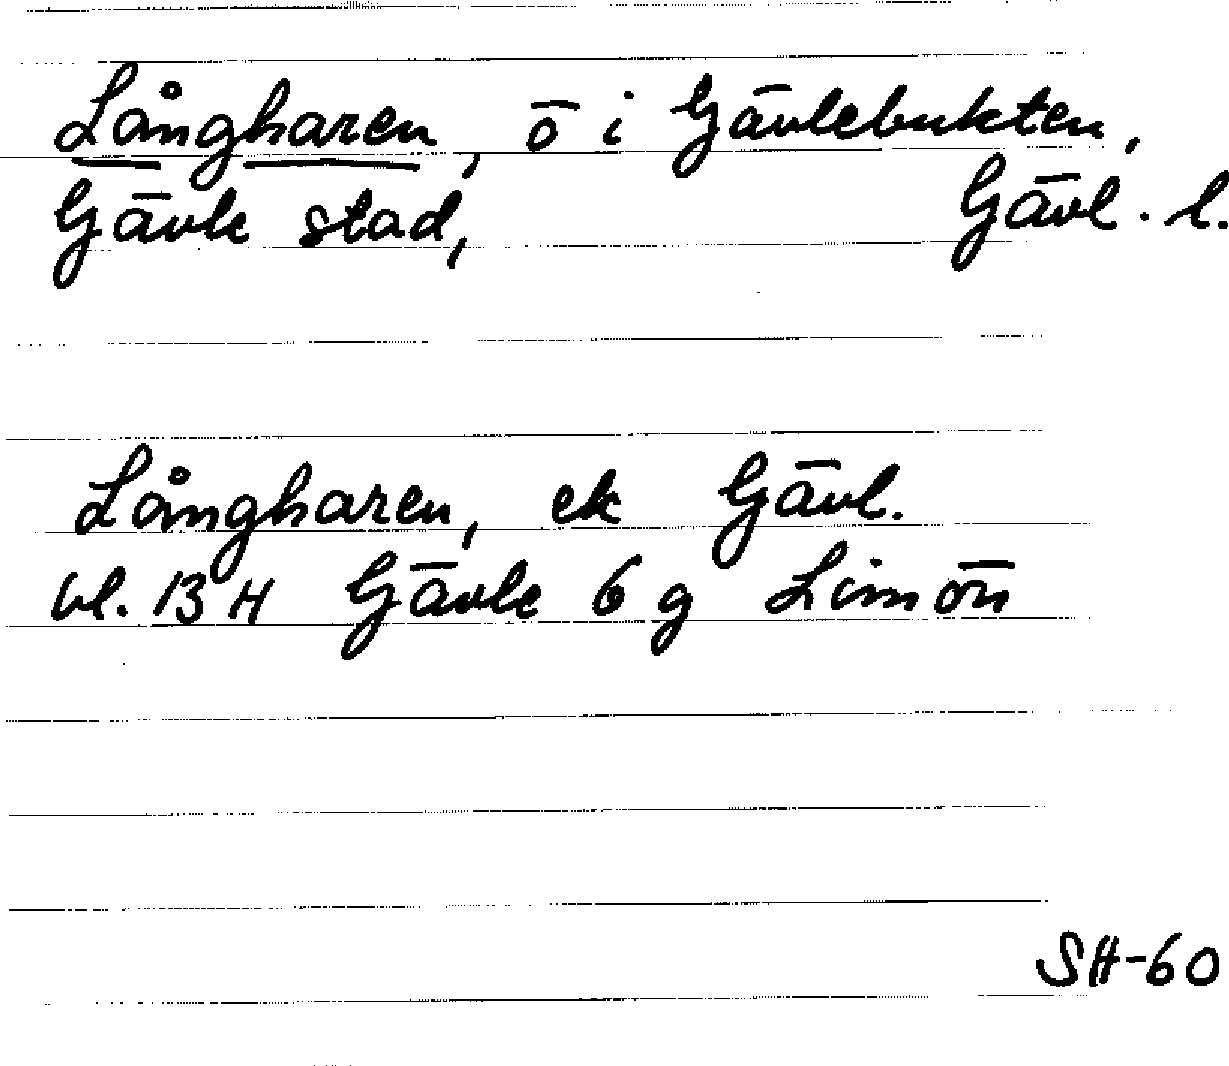 Långharen, ö i Gävlebukten,
Gävle stad, Gävl. l.
Långharen, ek Gävl.
bl. 13 H Gävle 6 g Limön
SH-60